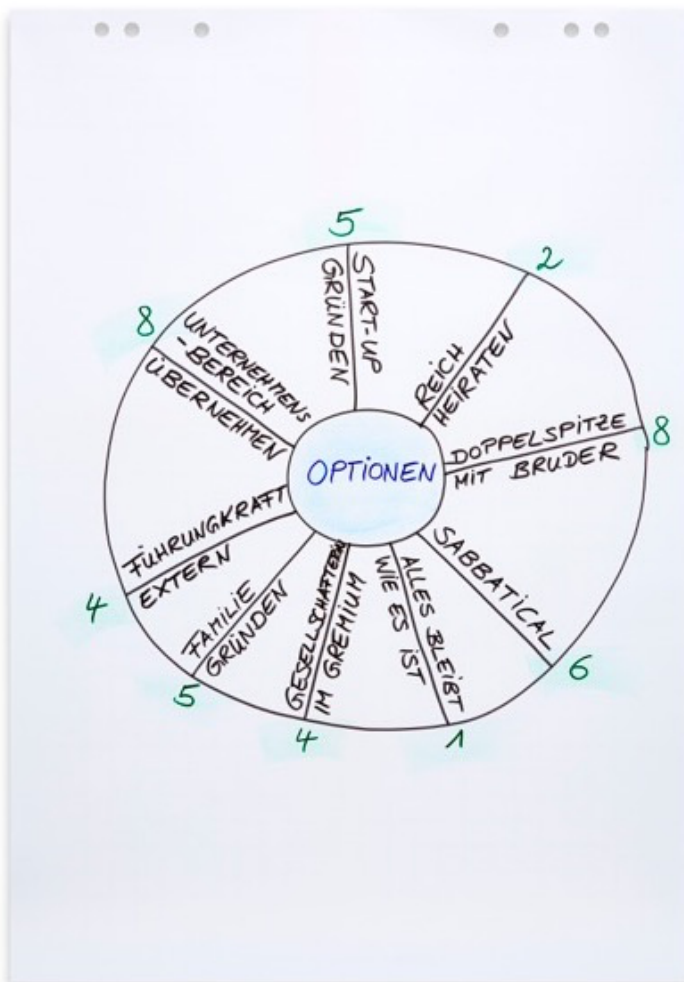 5
START-UP
GRÜNDEN
2
REICH
HEIRATEN
8
DOPPELSPITZE
MIT BRUDER
6
SABBATICAL
1
ALLES BLEIBT
WIE ES IST
4
GESELLSCHAFTERIN
IM GREMIUM
5
FAMILIE
GRÜNDEN
4
FÜHRUNGKRAFT
EXTERN
8
UNTERNEHMENS
-BEREICH
ÜBERNEHMEN
OPTIONEN